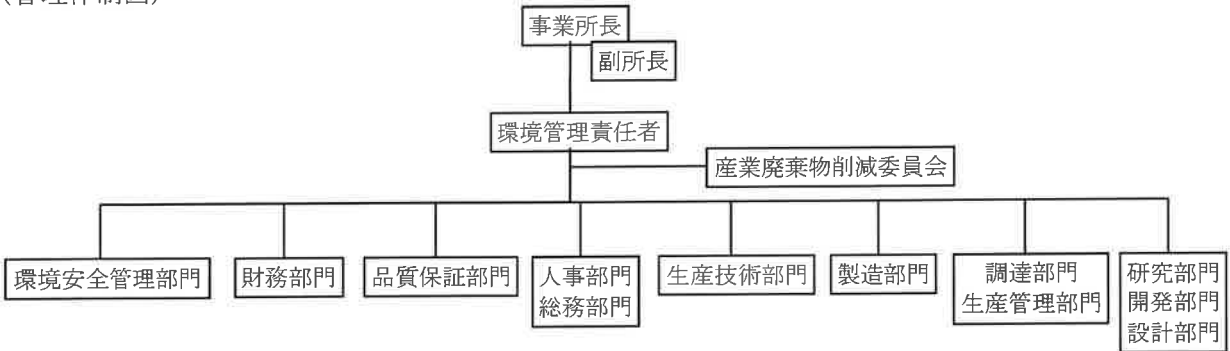 （管理体制図）
事業所長
副所長
環境管理責任者
産業廃棄物削減委員会
環境安全管理部門
財務部門
品質保証部門
人事部門
総務部門
生産技術部門
製造部門
調達部門
生産管理部門
研究部門
開発部門
設計部門